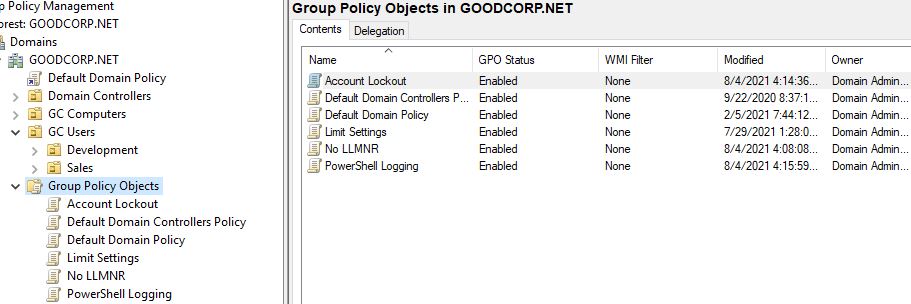 p Policy Management
orest: GOODCORP.NET
Domains
GOODCORP.NET
Default Domain Policy
Domain Controllers
GC Computers
GC Users
Development
Sales
Group Policy Objects
Account Lockout
Default Domain Controllers Policy
Default Domain Policy
Limit Settings
No LLMNR
PowerShell Logging
Group Policy Objects in GOODCORP.NET
Contents Delegation
Name GPO Status WMI Filter Modified Owner
Account Lockout Enabled None 8/4/2021 4:14:36... Domain Admin...
Default Domain Controllers P... Enabled None 9/22/2020 8:37:1... Domain Admin...
Default Domain Policy Enabled None 2/5/2021 7:44:12... Domain Admin...
Limit Settings Enabled None 7/29/2021 1:28:0... Domain Admin...
No LLMNR Enabled None 8/4/2021 4:08:08... Domain Admin...
PowerShell Logging Enabled None 8/4/2021 4:15:59... Domain Admin...